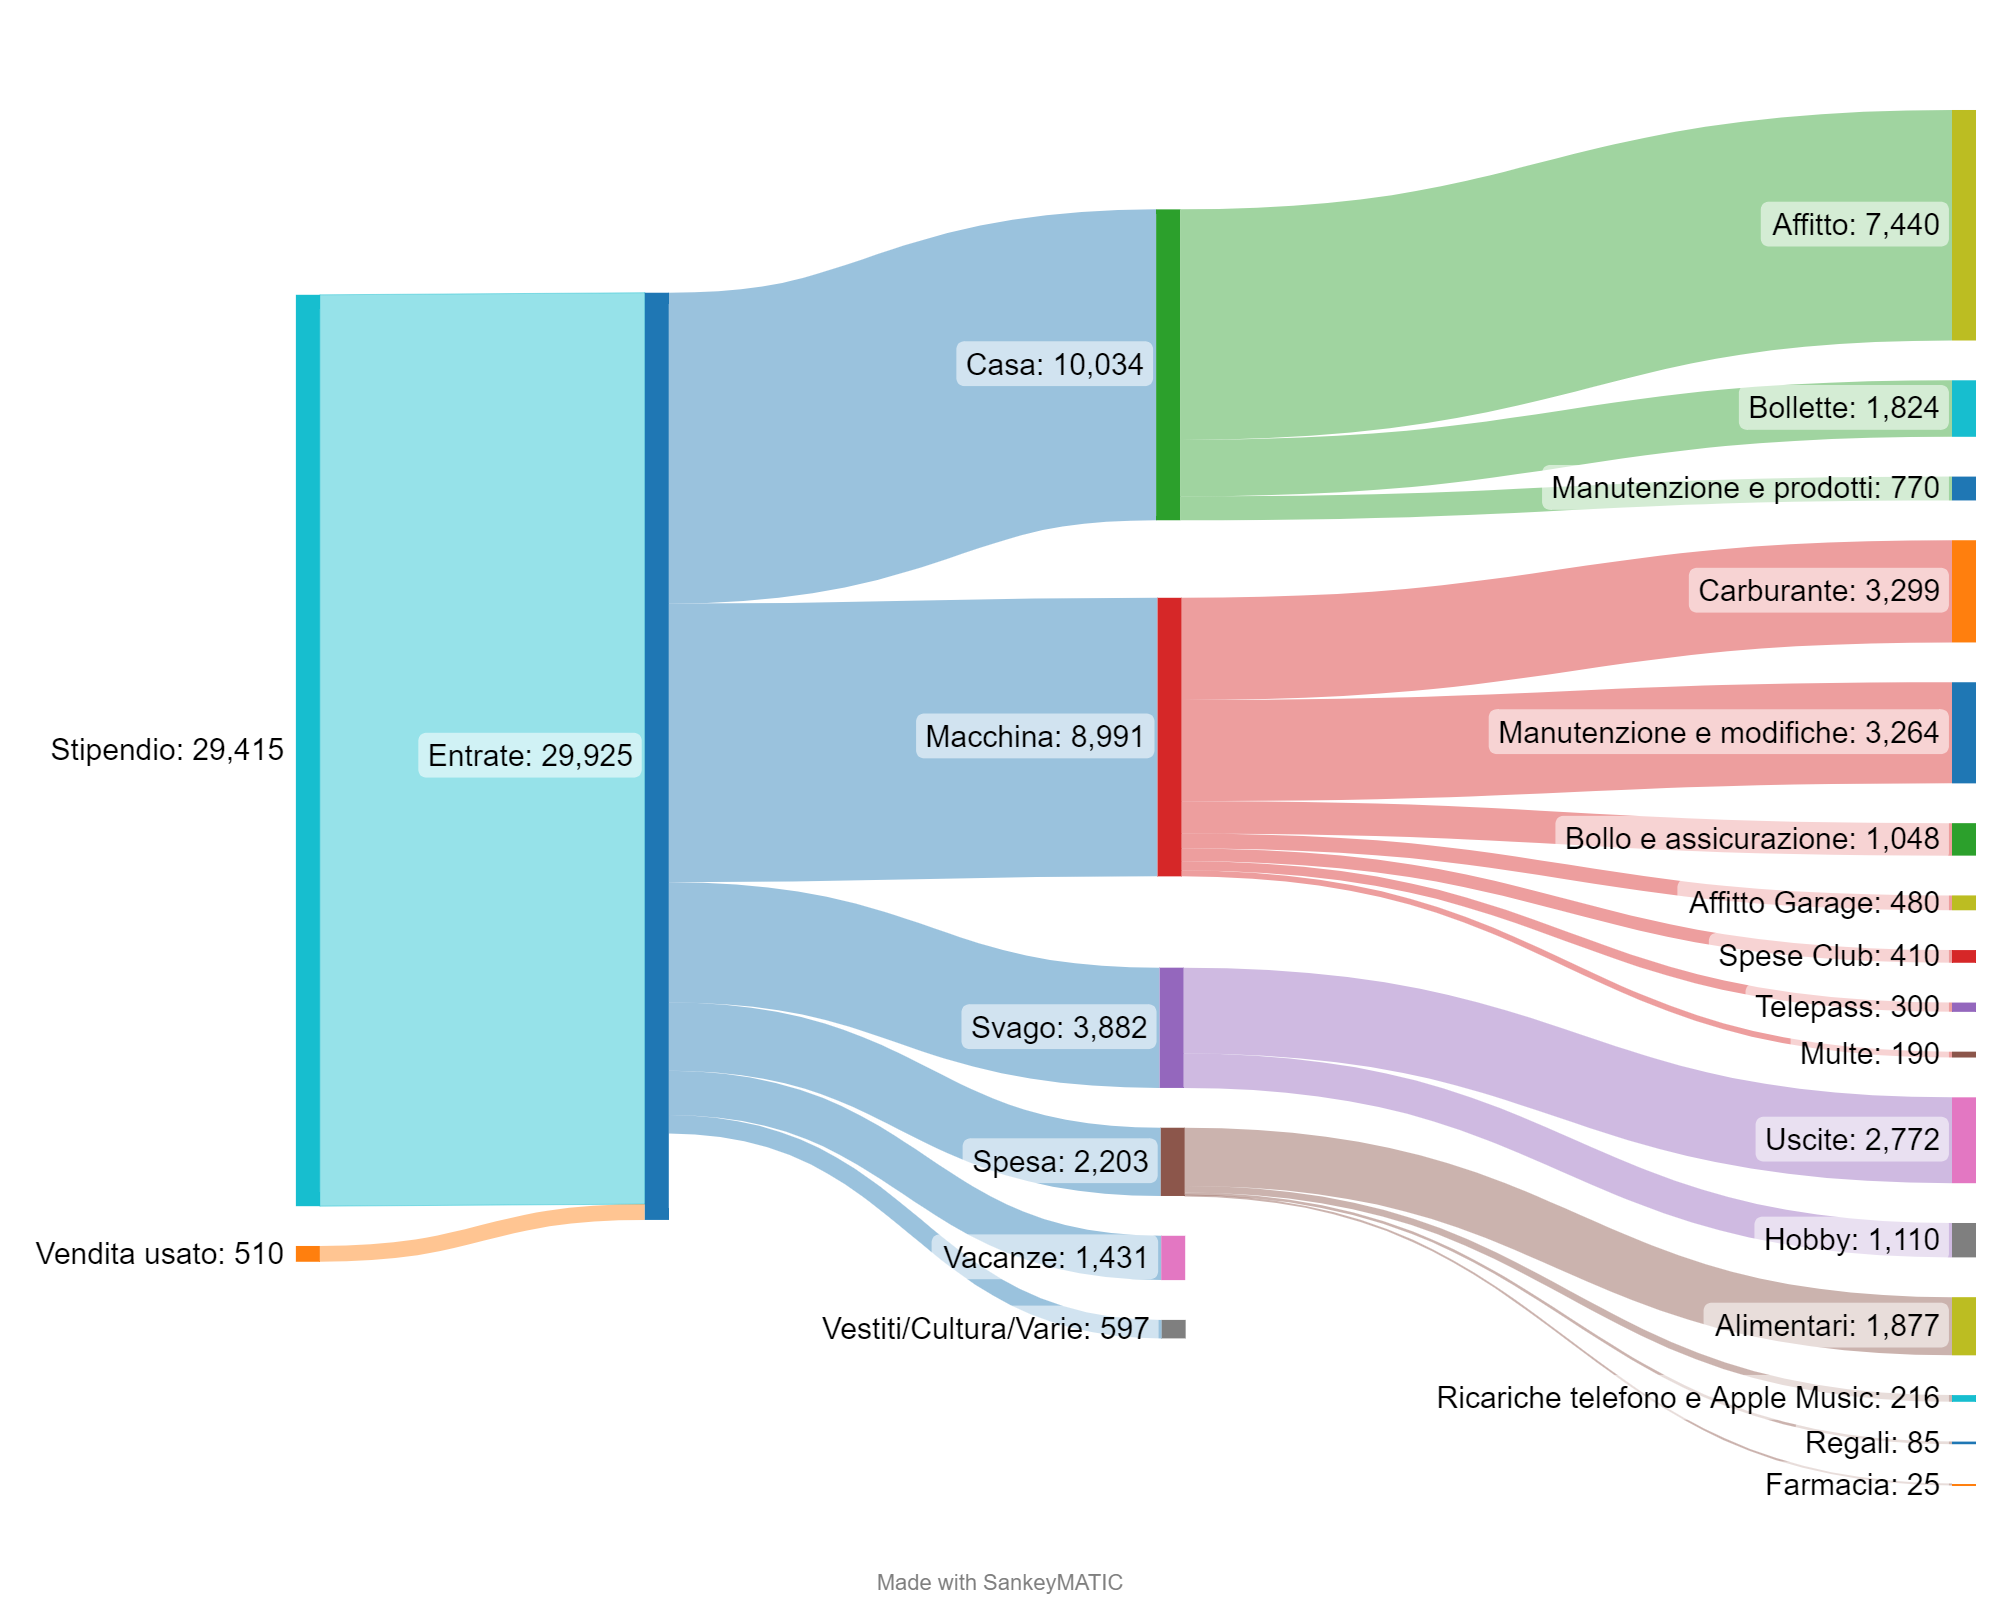 Stipendio: 29,415
Vendita usato: 510
Entrate: 29,925
Casa: 10,034
Macchina: 8,991
Svago: 3,882
Spesa: 2,203
Vacanze: 1,431
Vestiti/Cultura/Varie: 597
Affitto: 7,440
Bollette: 1,824
Manutenzione e prodotti: 770
Carburante: 3,299
Manutenzione e modifiche: 3,264
Bollo e assicurazione: 1,048
Affitto Garage: 480
Spese Club: 410
Telepass: 300
Multe: 190
Uscite: 2,772
Hobby: 1,110
Alimentari: 1,877
Ricariche telefono e Apple Music: 216
Regali: 85
Farmacia: 25
Made with SankeyMATIC